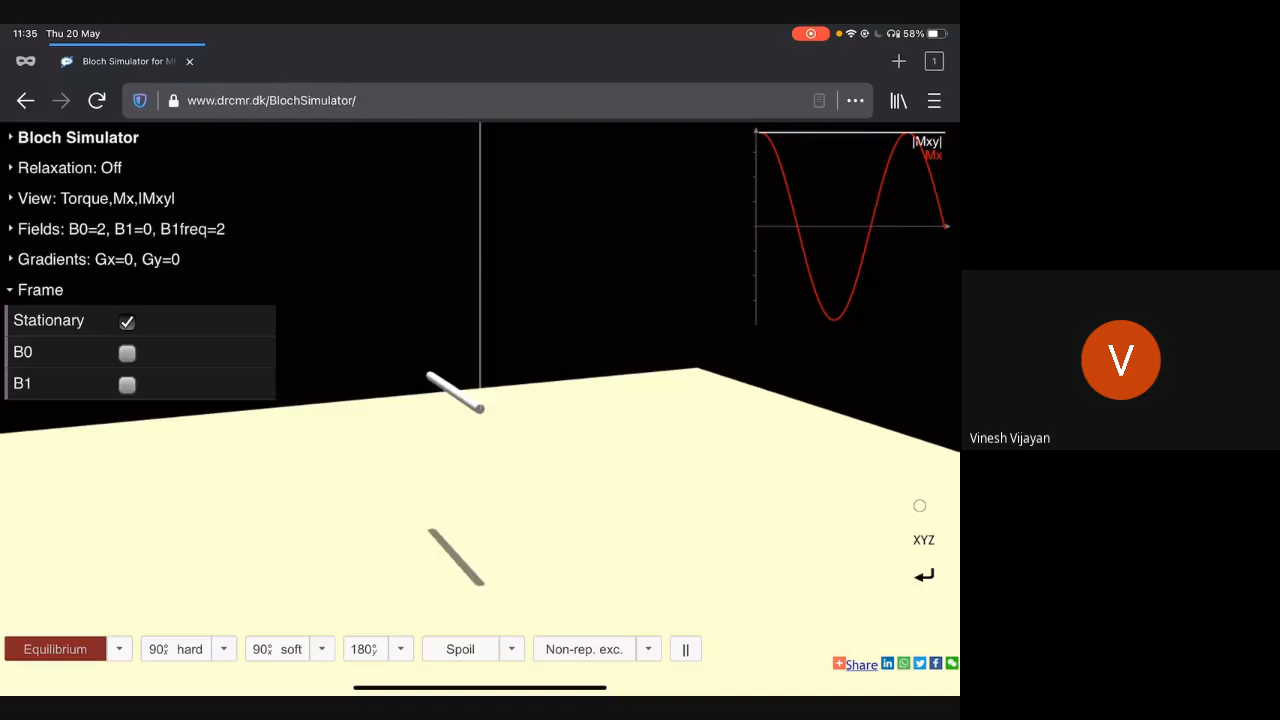 11:35 Thu 20 May
58%
Bloch Simulator for MI
1
www.drcmr.dk/BlochSimulator/
Bloch Simulator
Relaxation: Off
View: Torque,Mx,|Mxy|
Fields: B0=2, B1=0, B1freq=2
Gradients: Gx=0, Gy=0
Frame
Stationary
B0
B1
|Mxy|
Mx
V
Vinesh Vijayan
XYZ
Equilibrium
90°x hard
90°x soft
180°y
Spoil
Non-rep. exc.
||
Share